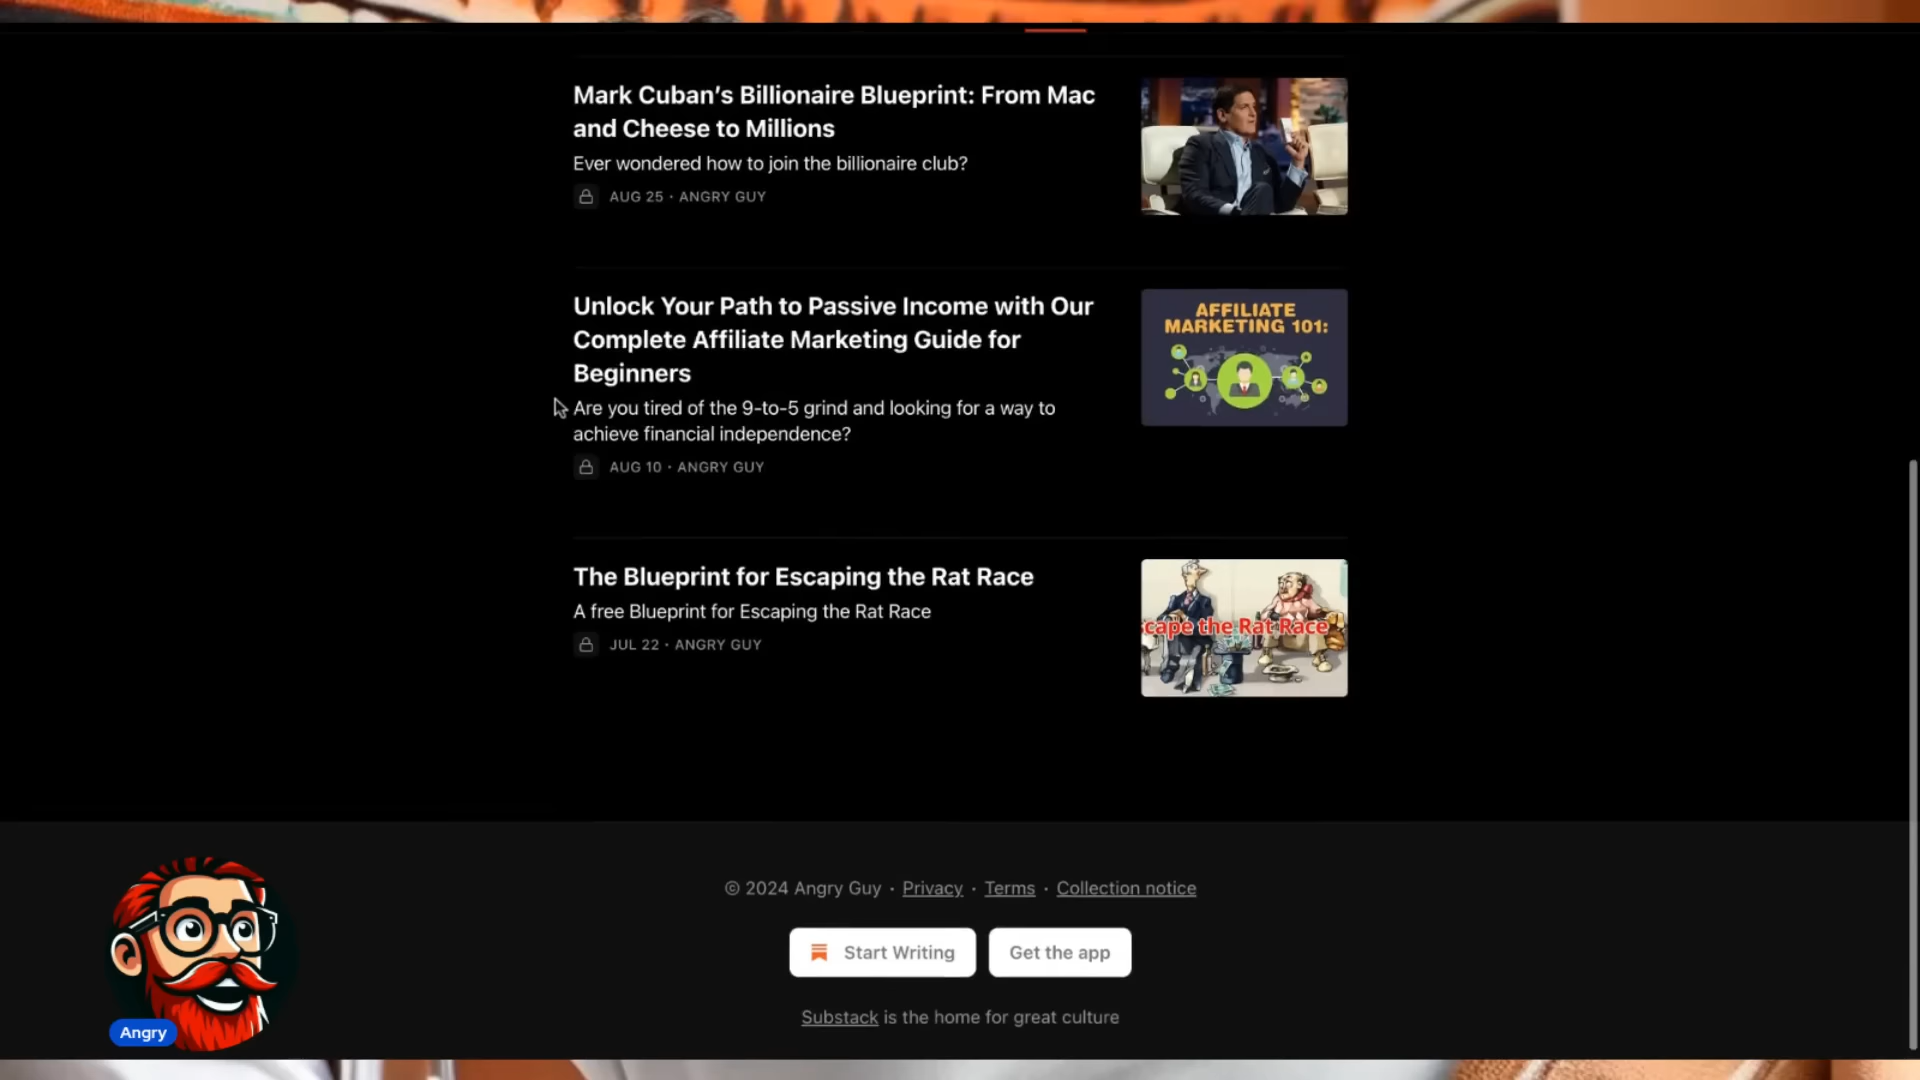 Mark Cuban’s Billionaire Blueprint: From Mac
and Cheese to Millions
Ever wondered how to join the billionaire club?
AUG 25 · ANGRY GUY
Unlock Your Path to Passive Income with Our
Complete Affiliate Marketing Guide for
Beginners
Are you tired of the 9-to-5 grind and looking for a way to
achieve financial independence?
AUG 10 · ANGRY GUY
AFFILIATE
MARKETING 101:
The Blueprint for Escaping the Rat Race
A free Blueprint for Escaping the Rat Race
JUL 22 · ANGRY GUY
cape the Rat Race
© 2024 Angry Guy · Privacy · Terms · Collection notice
Start Writing
Get the app
Substack is the home for great culture
Angry